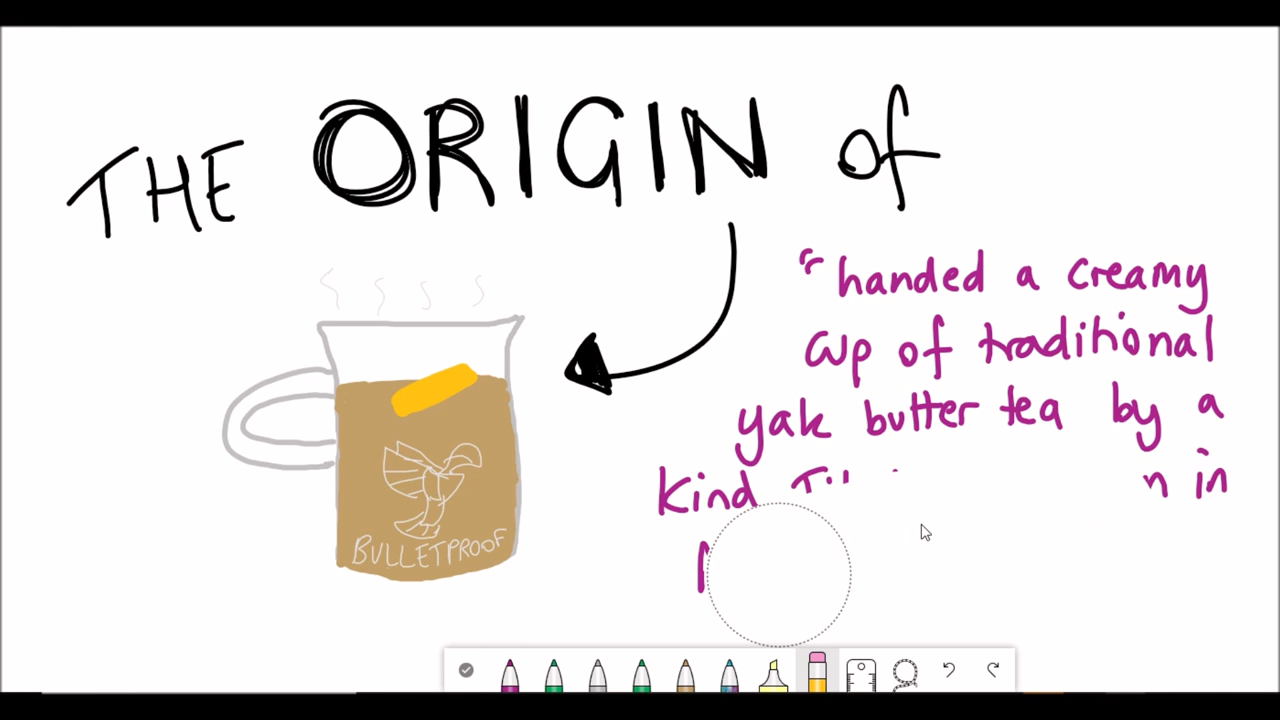 THE ORIGIN of
"handed a creamy
cup of traditional
yak butter tea by a
kind in
BULLETPROOF